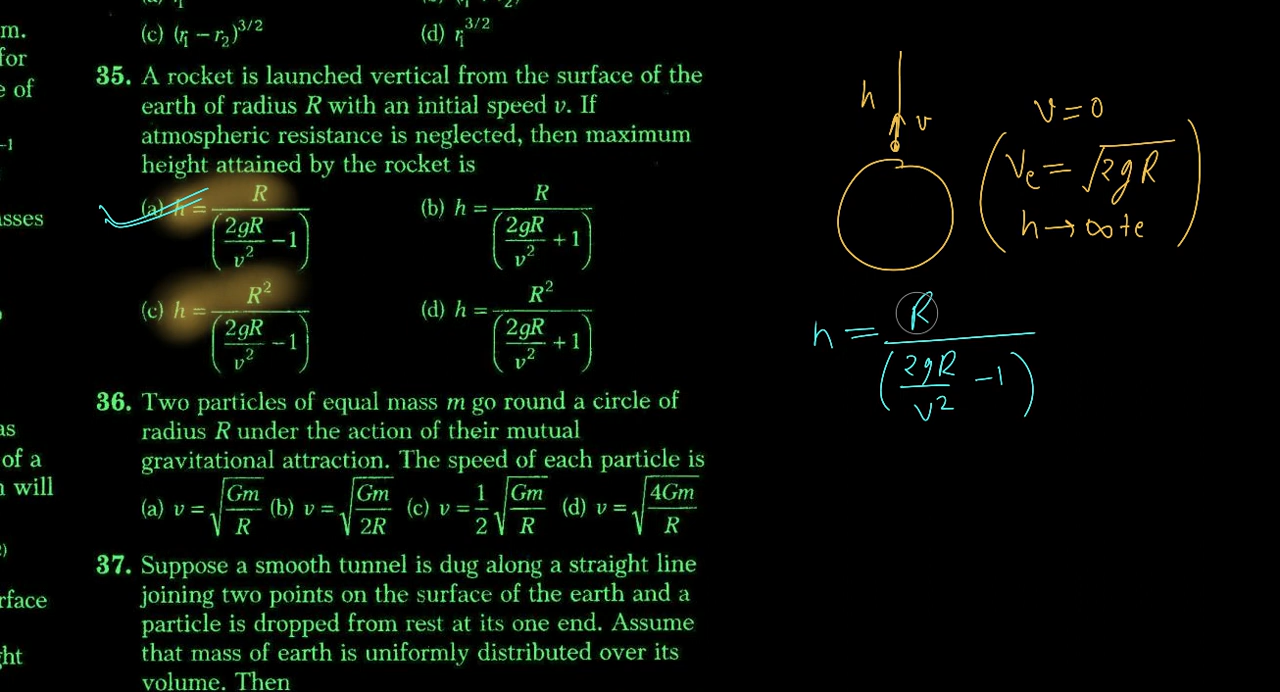 m.
for
e of
-1
sses
as
of a
n will
2)
rface
ght
(c) (r₁ − r₂)^3/2 (d) r₁^3/2
35. A rocket is launched vertical from the surface of the
earth of radius R with an initial speed v. If
atmospheric resistance is neglected, then maximum
height attained by the rocket is
(a) h = R / (2gR/v² − 1) (b) h = R / (2gR/v² + 1)
(c) h = R² / (2gR/v² − 1) (d) h = R² / (2gR/v² + 1)
36. Two particles of equal mass m go round a circle of
radius R under the action of their mutual
gravitational attraction. The speed of each particle is
(a) v = √(Gm/R) (b) v = √(Gm/2R) (c) v = 1/2 √(Gm/R) (d) v = √(4Gm/R)
37. Suppose a smooth tunnel is dug along a straight line
joining two points on the surface of the earth and a
particle is dropped from rest at its one end. Assume
that mass of earth is uniformly distributed over its
volume. Then
h
v
v = 0
(Ve = √2gR
h → ∞te)
h = R / (2gR/v² − 1)